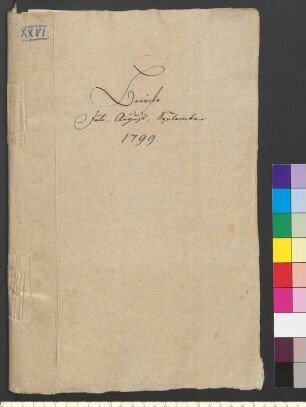 XXVI
Briefe
Juli. August. September
1799.